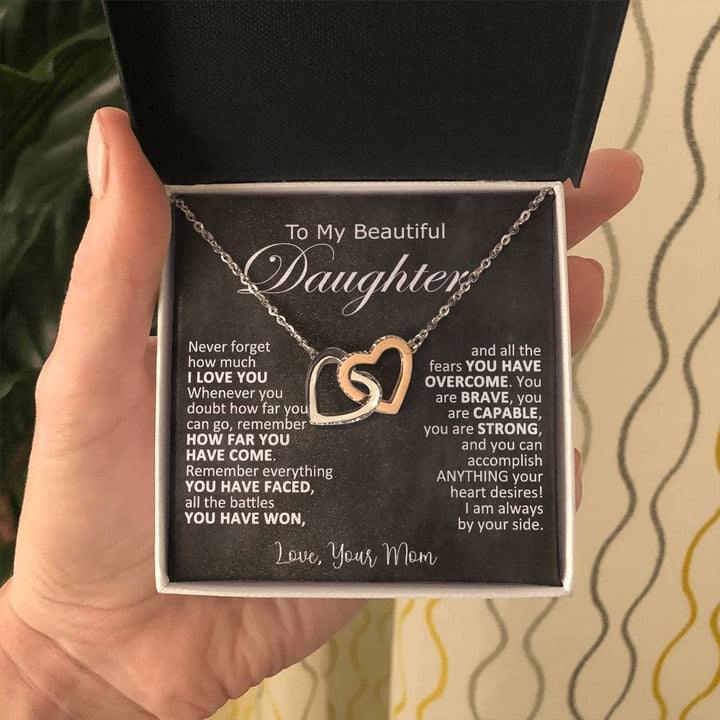 To My Beautiful
Daughter
Never forget
how much
I LOVE YOU
Whenever you
doubt how far you
can go, remember
HOW FAR YOU
HAVE COME.
Remember everything
YOU HAVE FACED,
all the battles
YOU HAVE WON,
and all the
fears YOU HAVE
OVERCOME. You
are BRAVE, you
are CAPABLE,
you are STRONG,
and you can
accomplish
ANYTHING your
heart desires!
I am always
by your side.
Love, Your Mom